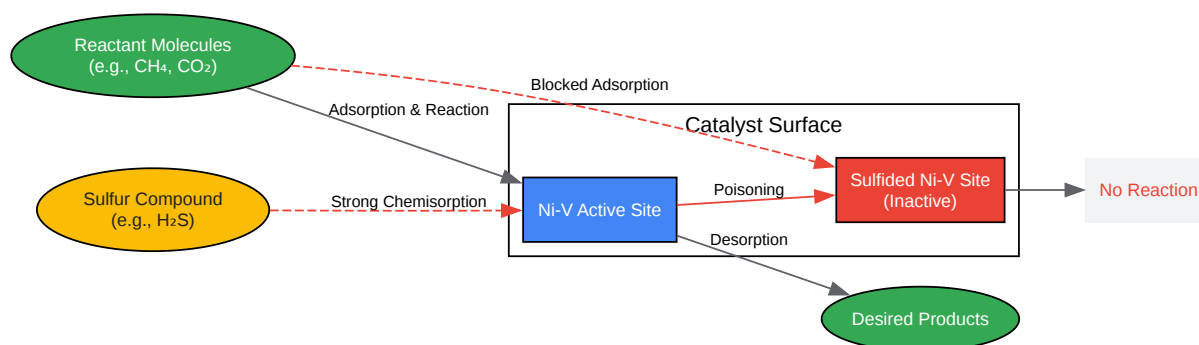 Reactant Molecules
(e.g., CH₄, CO₂)
Blocked Adsorption
Adsorption & Reaction
Catalyst Surface
Sulfur Compound
(e.g., H₂S)
Strong Chemisorption
Ni-V Active Site
Poisoning
Sulfided Ni-V Site
(Inactive)
No Reaction
Desorption
Desired Products